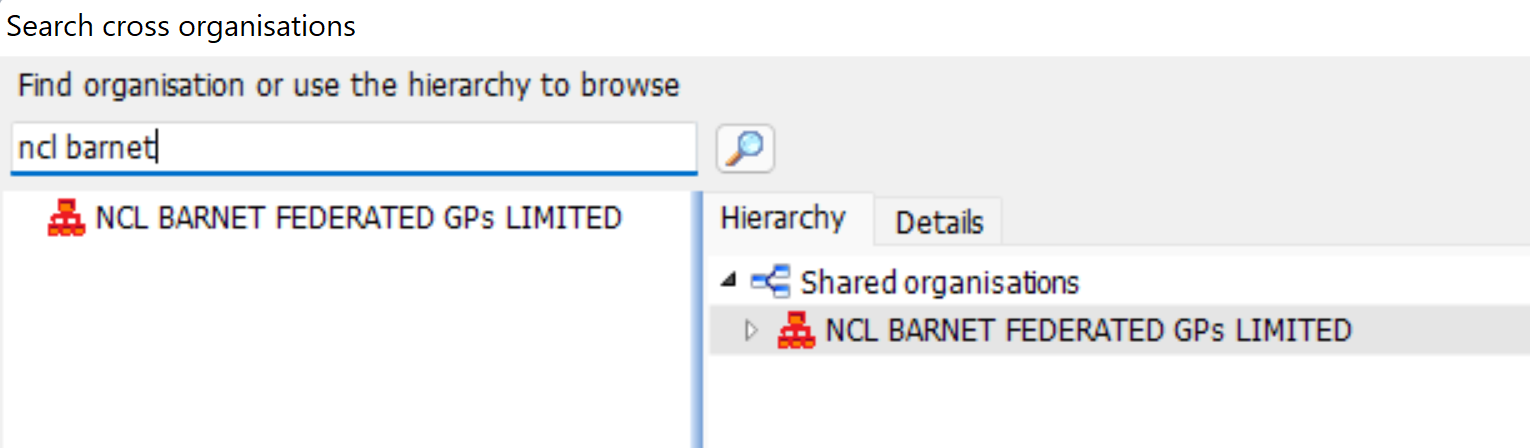 Search cross organisations
Find organisation or use the hierarchy to browse
ncl barnet
NCL BARNET FEDERATED GPs LIMITED
Hierarchy
Details
Shared organisations
NCL BARNET FEDERATED GPs LIMITED